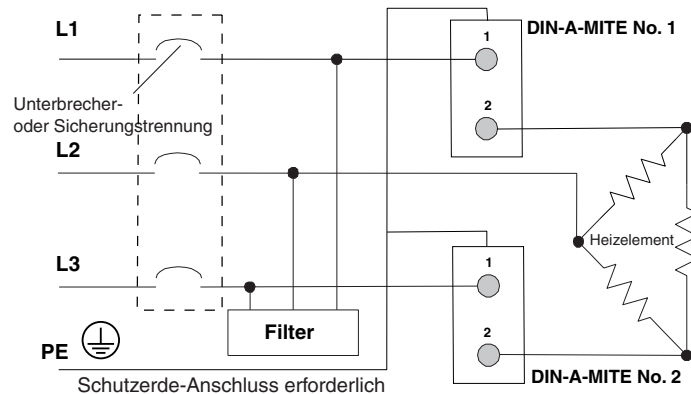 L1
DIN-A-MITE No. 1
1
Unterbrecher-
oder Sicherungstrennung
2
L2
Heizelement
L3
1
Filter
2
PE
DIN-A-MITE No. 2
Schutzerde-Anschluss erforderlich